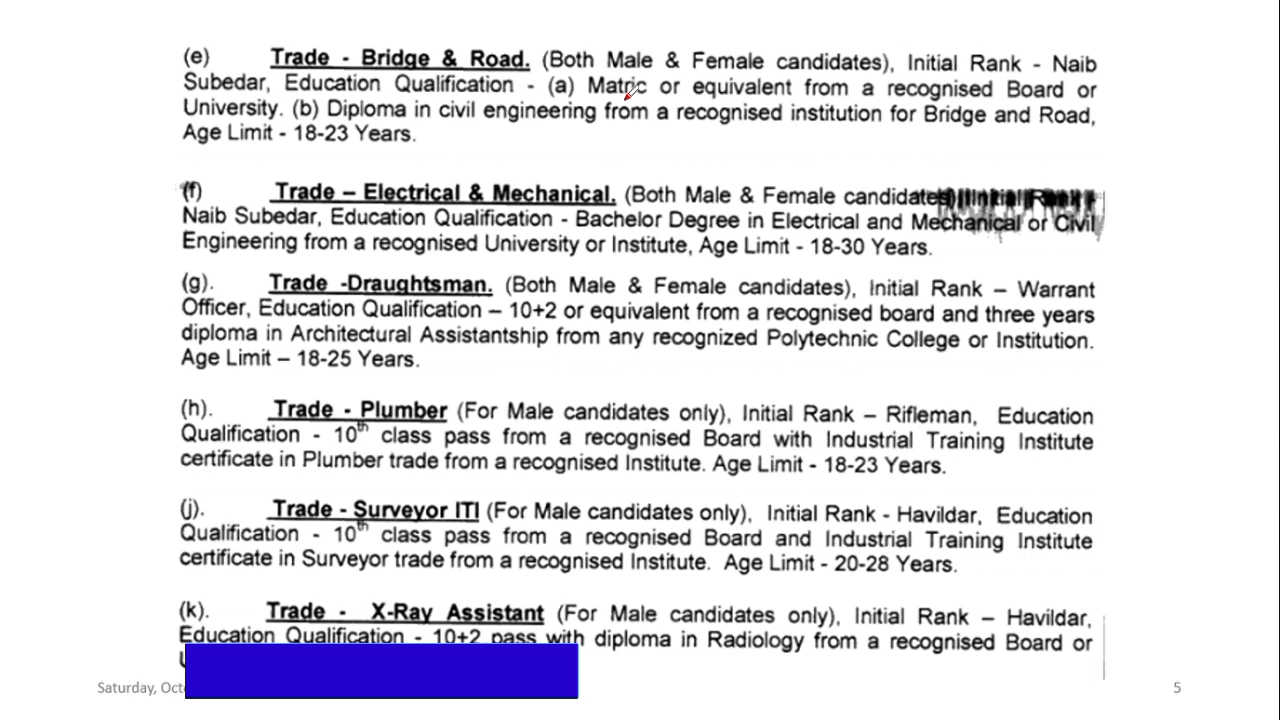 (e) Trade - Bridge & Road. (Both Male & Female candidates), Initial Rank - Naib
Subedar, Education Qualification - (a) Matric or equivalent from a recognised Board or
University. (b) Diploma in civil engineering from a recognised institution for Bridge and Road,
Age Limit - 18-23 Years.
(f) Trade – Electrical & Mechanical. (Both Male & Female candidates), Initial Rank -
Naib Subedar, Education Qualification - Bachelor Degree in Electrical and Mechanical or Civil
Engineering from a recognised University or Institute, Age Limit - 18-30 Years.
(g). Trade -Draughtsman. (Both Male & Female candidates), Initial Rank – Warrant
Officer, Education Qualification – 10+2 or equivalent from a recognised board and three years
diploma in Architectural Assistantship from any recognized Polytechnic College or Institution.
Age Limit – 18-25 Years.
(h). Trade - Plumber (For Male candidates only), Initial Rank – Rifleman, Education
Qualification - 10th class pass from a recognised Board with Industrial Training Institute
certificate in Plumber trade from a recognised Institute. Age Limit - 18-23 Years.
(j). Trade - Surveyor ITI (For Male candidates only), Initial Rank - Havildar, Education
Qualification - 10th class pass from a recognised Board and Industrial Training Institute
certificate in Surveyor trade from a recognised Institute. Age Limit - 20-28 Years.
(k). Trade - X-Ray Assistant (For Male candidates only), Initial Rank – Havildar,
Education Qualification - 10+2 pass with diploma in Radiology from a recognised Board or
Saturday, 5